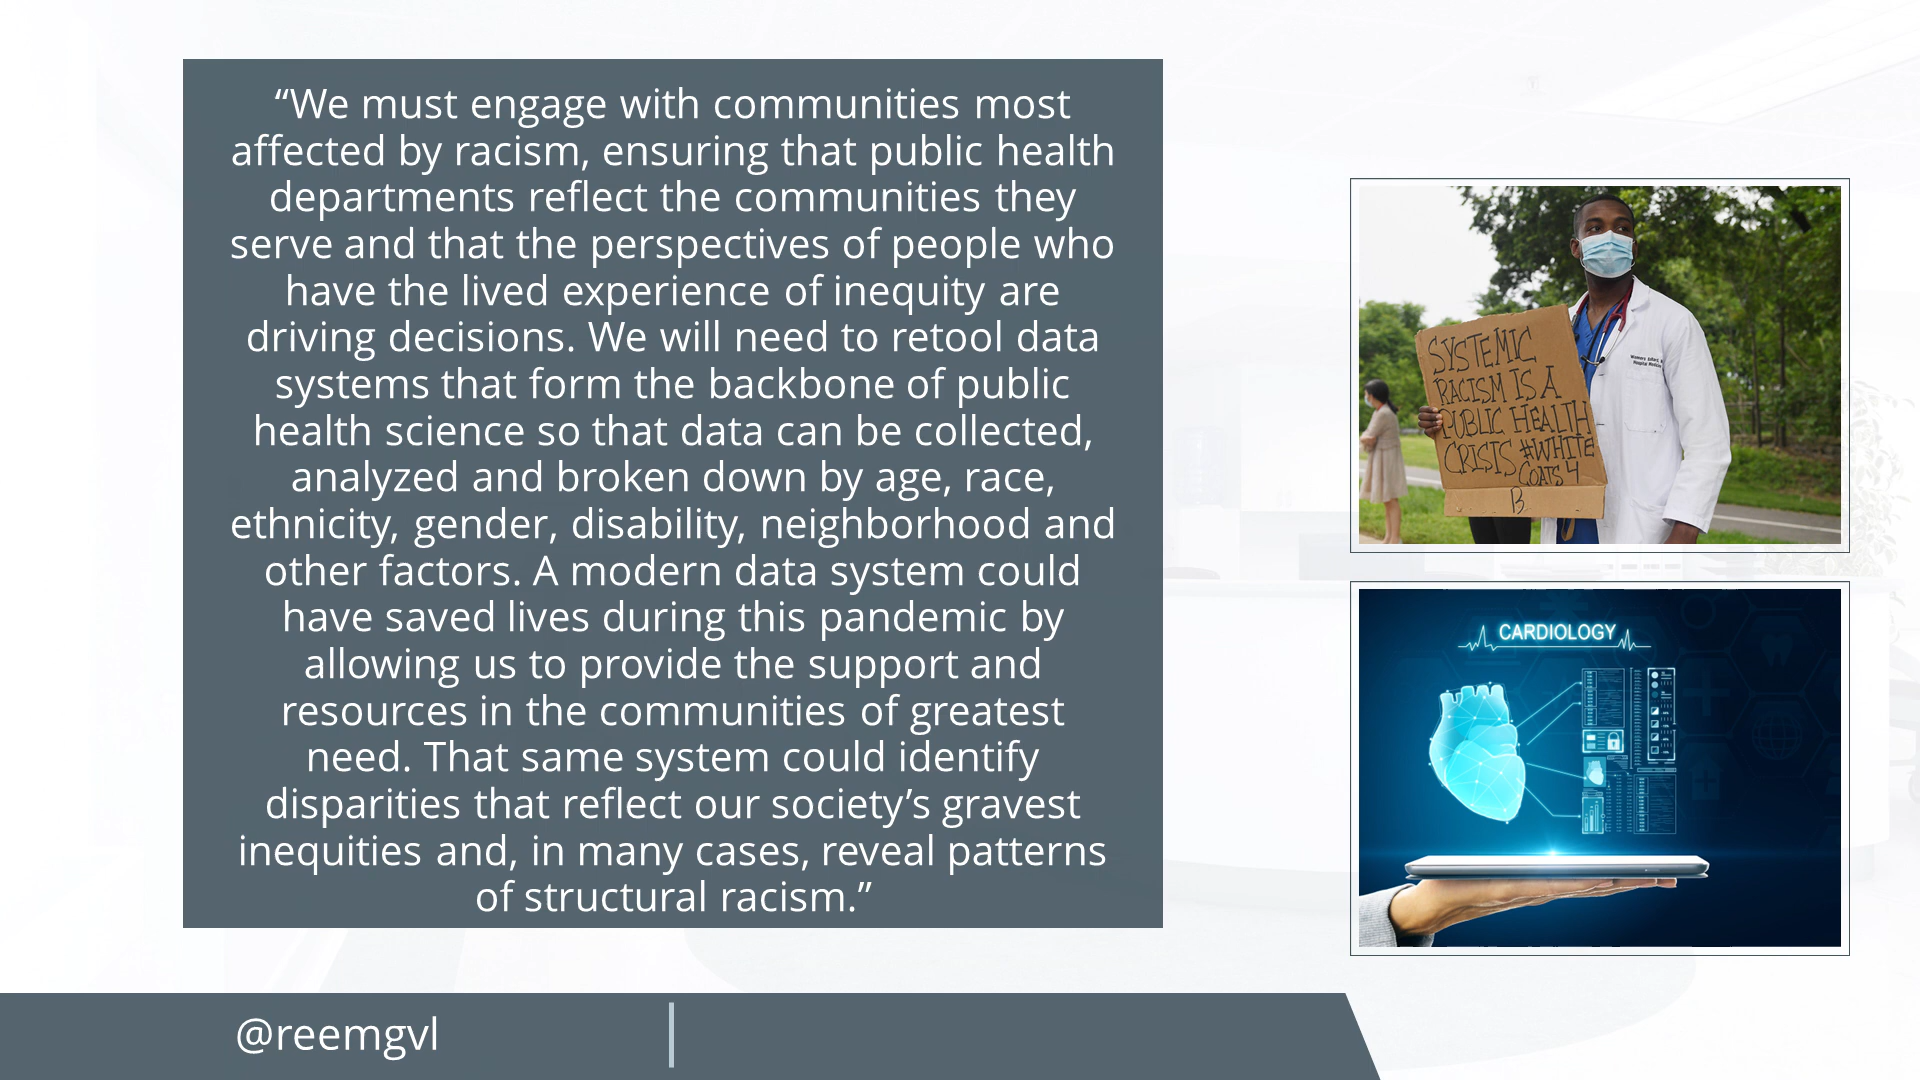 “We must engage with communities most
affected by racism, ensuring that public health
departments reflect the communities they
serve and that the perspectives of people who
have the lived experience of inequity are
driving decisions. We will need to retool data
systems that form the backbone of public
health science so that data can be collected,
analyzed and broken down by age, race,
ethnicity, gender, disability, neighborhood and
other factors. A modern data system could
have saved lives during this pandemic by
allowing us to provide the support and
resources in the communities of greatest
need. That same system could identify
disparities that reflect our society’s gravest
inequities and, in many cases, reveal patterns
of structural racism.”
SYSTEMIC
RACISM IS A
PUBLIC HEALTH
CRISIS #WHITE
COATS 4
B
Hospital Medicine
CARDIOLOGY
@reemgvl